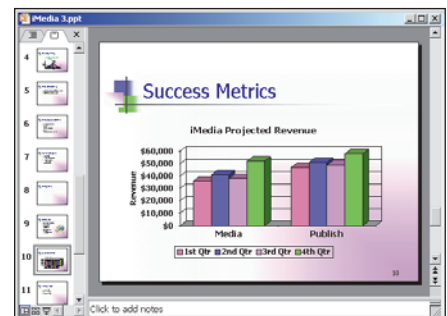 iMedia 3.ppt
4
5
6
7
8
9
10
11
Success Metrics
iMedia Projected Revenue
$60,000
$50,000
$40,000
$30,000
$20,000
$10,000
$0
Revenue
Media Publish
1st Qtr 2nd Qtr 3rd Qtr 4th Qtr
10
Click to add notes